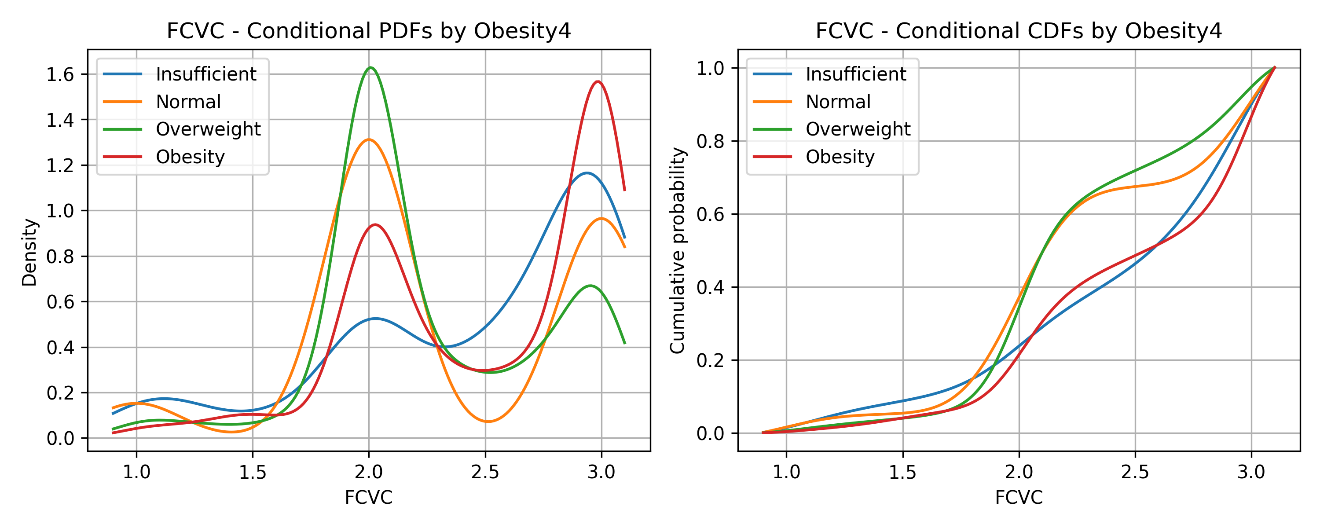 FCVC - Conditional PDFs by Obesity4
Density
1.6
1.4
1.2
1.0
0.8
0.6
0.4
0.2
0.0
Insufficient
Normal
Overweight
Obesity
1.0 1.5 2.0 2.5 3.0
FCVC
FCVC - Conditional CDFs by Obesity4
Cumulative probability
1.0
0.8
0.6
0.4
0.2
0.0
Insufficient
Normal
Overweight
Obesity
1.0 1.5 2.0 2.5 3.0
FCVC